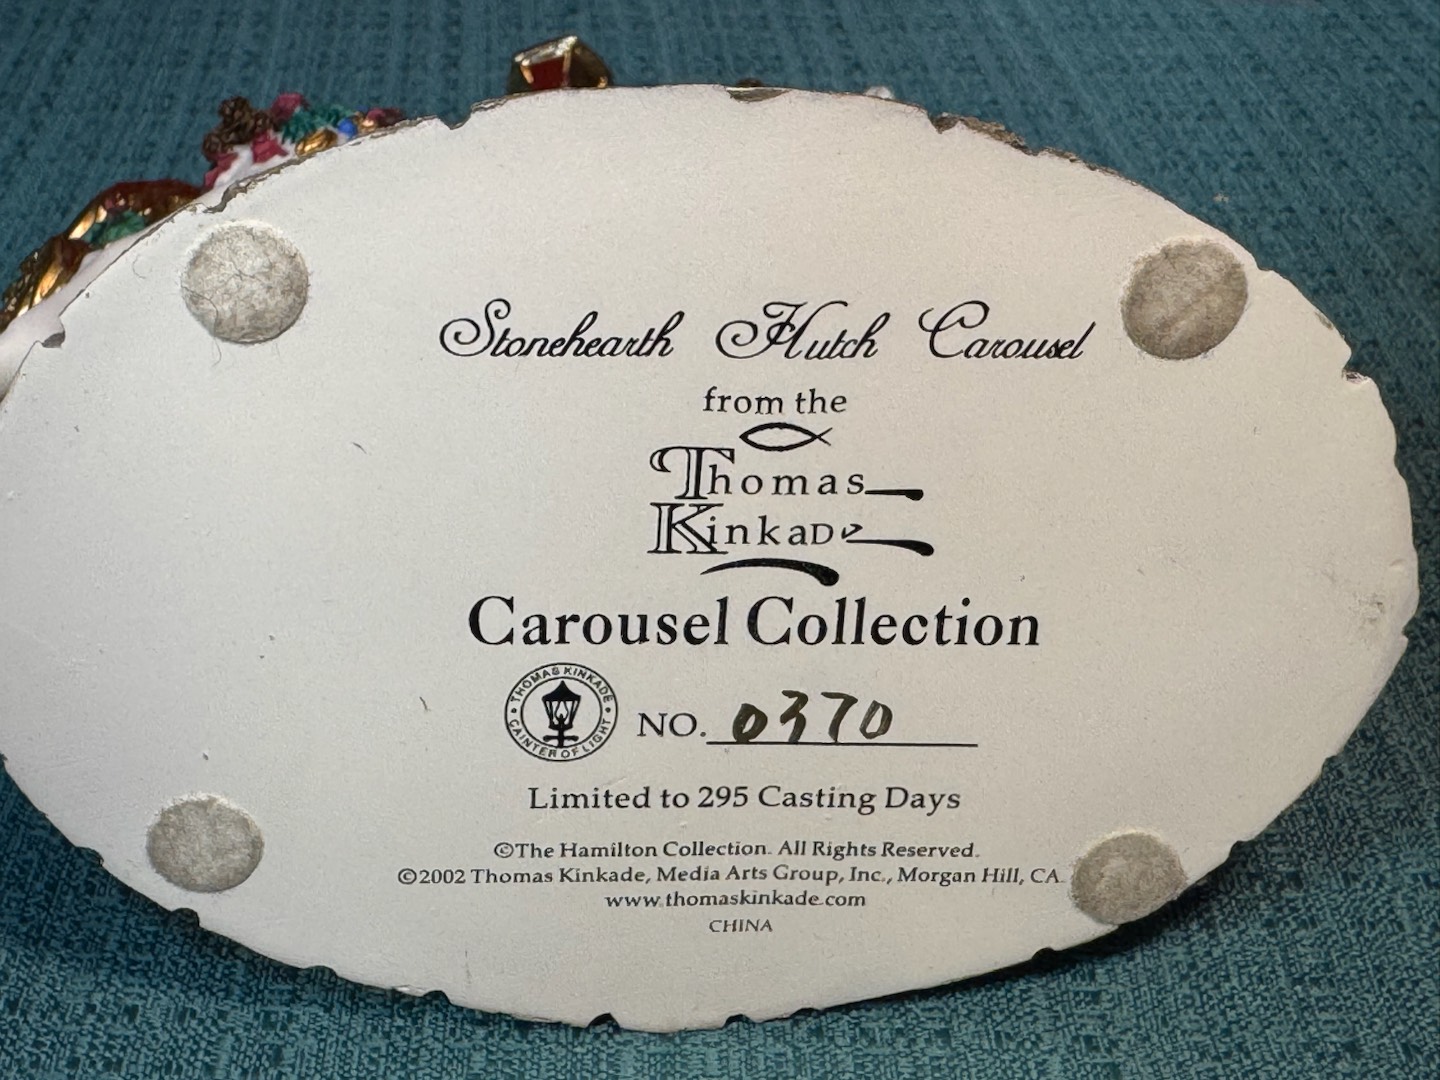 Stonehearth Hutch Carousel
from the
Thomas
Kinkade
Carousel Collection
THOMAS KINKADE
PAINTER OF LIGHT
NO. 0370
Limited to 295 Casting Days
©The Hamilton Collection. All Rights Reserved.
©2002 Thomas Kinkade, Media Arts Group, Inc., Morgan Hill, CA.
www.thomaskinkade.com
CHINA